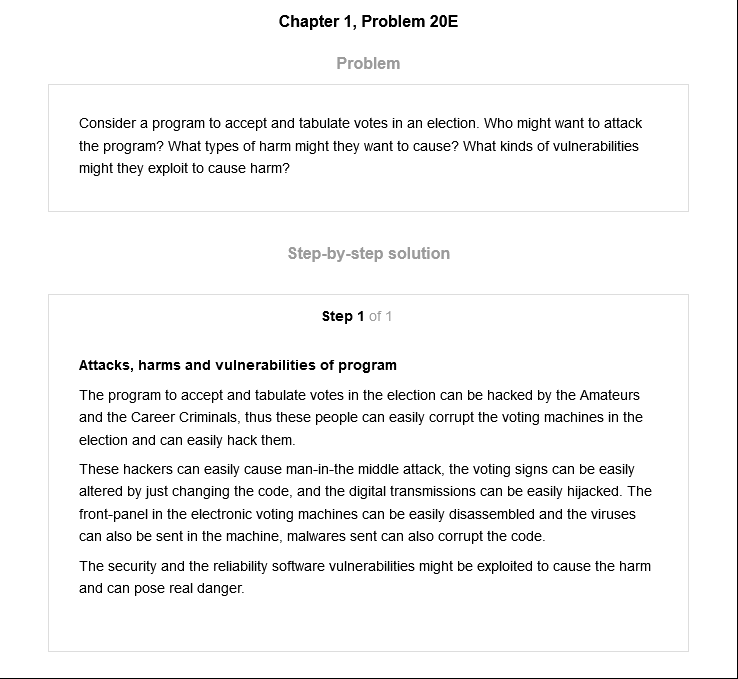 Chapter 1, Problem 20E
Problem
Consider a program to accept and tabulate votes in an election. Who might want to attack
the program? What types of harm might they want to cause? What kinds of vulnerabilities
might they exploit to cause harm?
Step-by-step solution
Step 1 of 1
Attacks, harms and vulnerabilities of program
The program to accept and tabulate votes in the election can be hacked by the Amateurs
and the Career Criminals, thus these people can easily corrupt the voting machines in the
election and can easily hack them.
These hackers can easily cause man-in-the middle attack, the voting signs can be easily
altered by just changing the code, and the digital transmissions can be easily hijacked. The
front-panel in the electronic voting machines can be easily disassembled and the viruses
can also be sent in the machine, malwares sent can also corrupt the code.
The security and the reliability software vulnerabilities might be exploited to cause the harm
and can pose real danger.